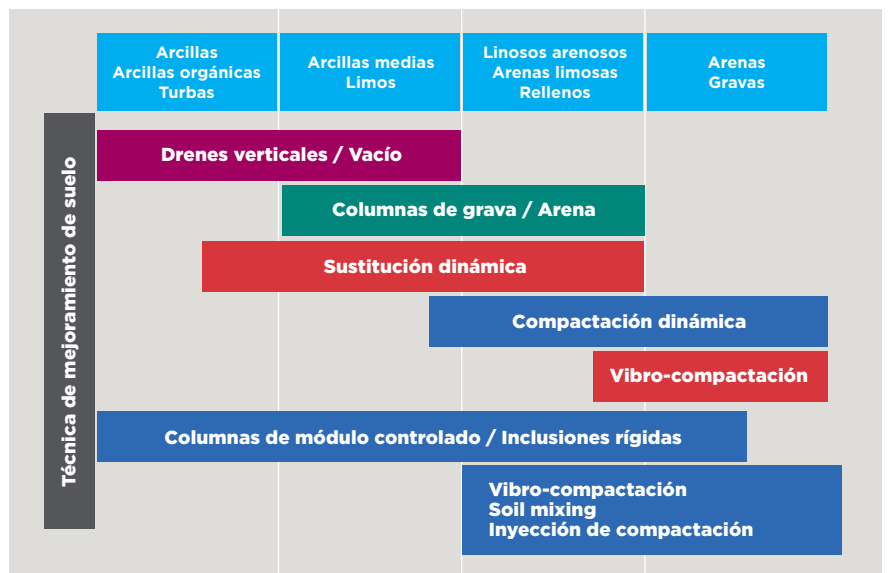 Arcillas
Arcillas orgánicas
Turbas
Arcillas medias
Limos
Linosos arenosos
Arenas limosas
Rellenos
Arenas
Gravas
Técnica de mejoramiento de suelo
Drenes verticales / Vacío
Columnas de grava / Arena
Sustitución dinámica
Compactación dinámica
Vibro-compactación
Columnas de módulo controlado / Inclusiones rígidas
Vibro-compactación
Soil mixing
Inyección de compactación